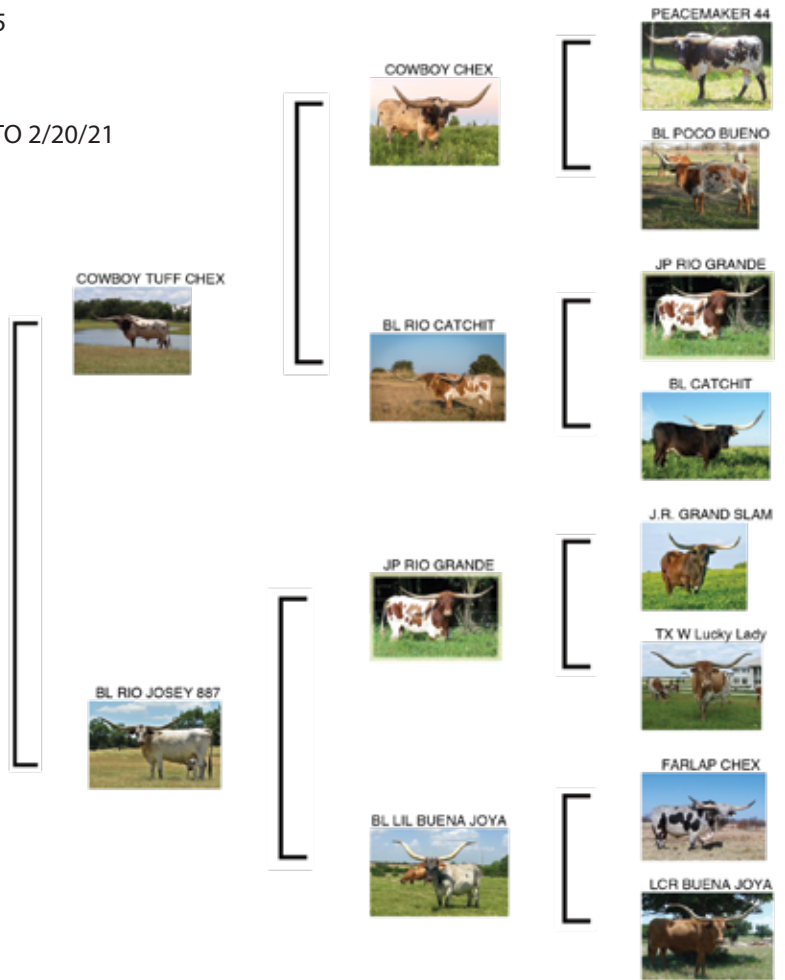 5
TO 2/20/21
COWBOY TUFF CHEX
BL RIO JOSEY 887
COWBOY CHEX
BL RIO CATCHIT
JP RIO GRANDE
BL LIL BUENA JOYA
PEACEMAKER 44
BL POCO BUENO
JP RIO GRANDE
BL CATCHIT
J.R. GRAND SLAM
TX W Lucky Lady
FARLAP CHEX
LCR BUENA JOYA